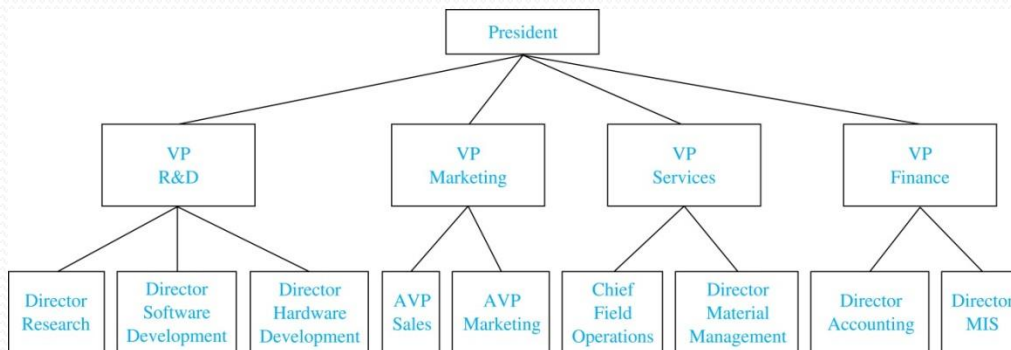 President
VP
R&D
VP
Marketing
VP
Services
VP
Finance
Director
Research
Director
Software
Development
Director
Hardware
Development
AVP
Sales
AVP
Marketing
Chief
Field
Operations
Director
Material
Management
Director
Accounting
Director
MIS